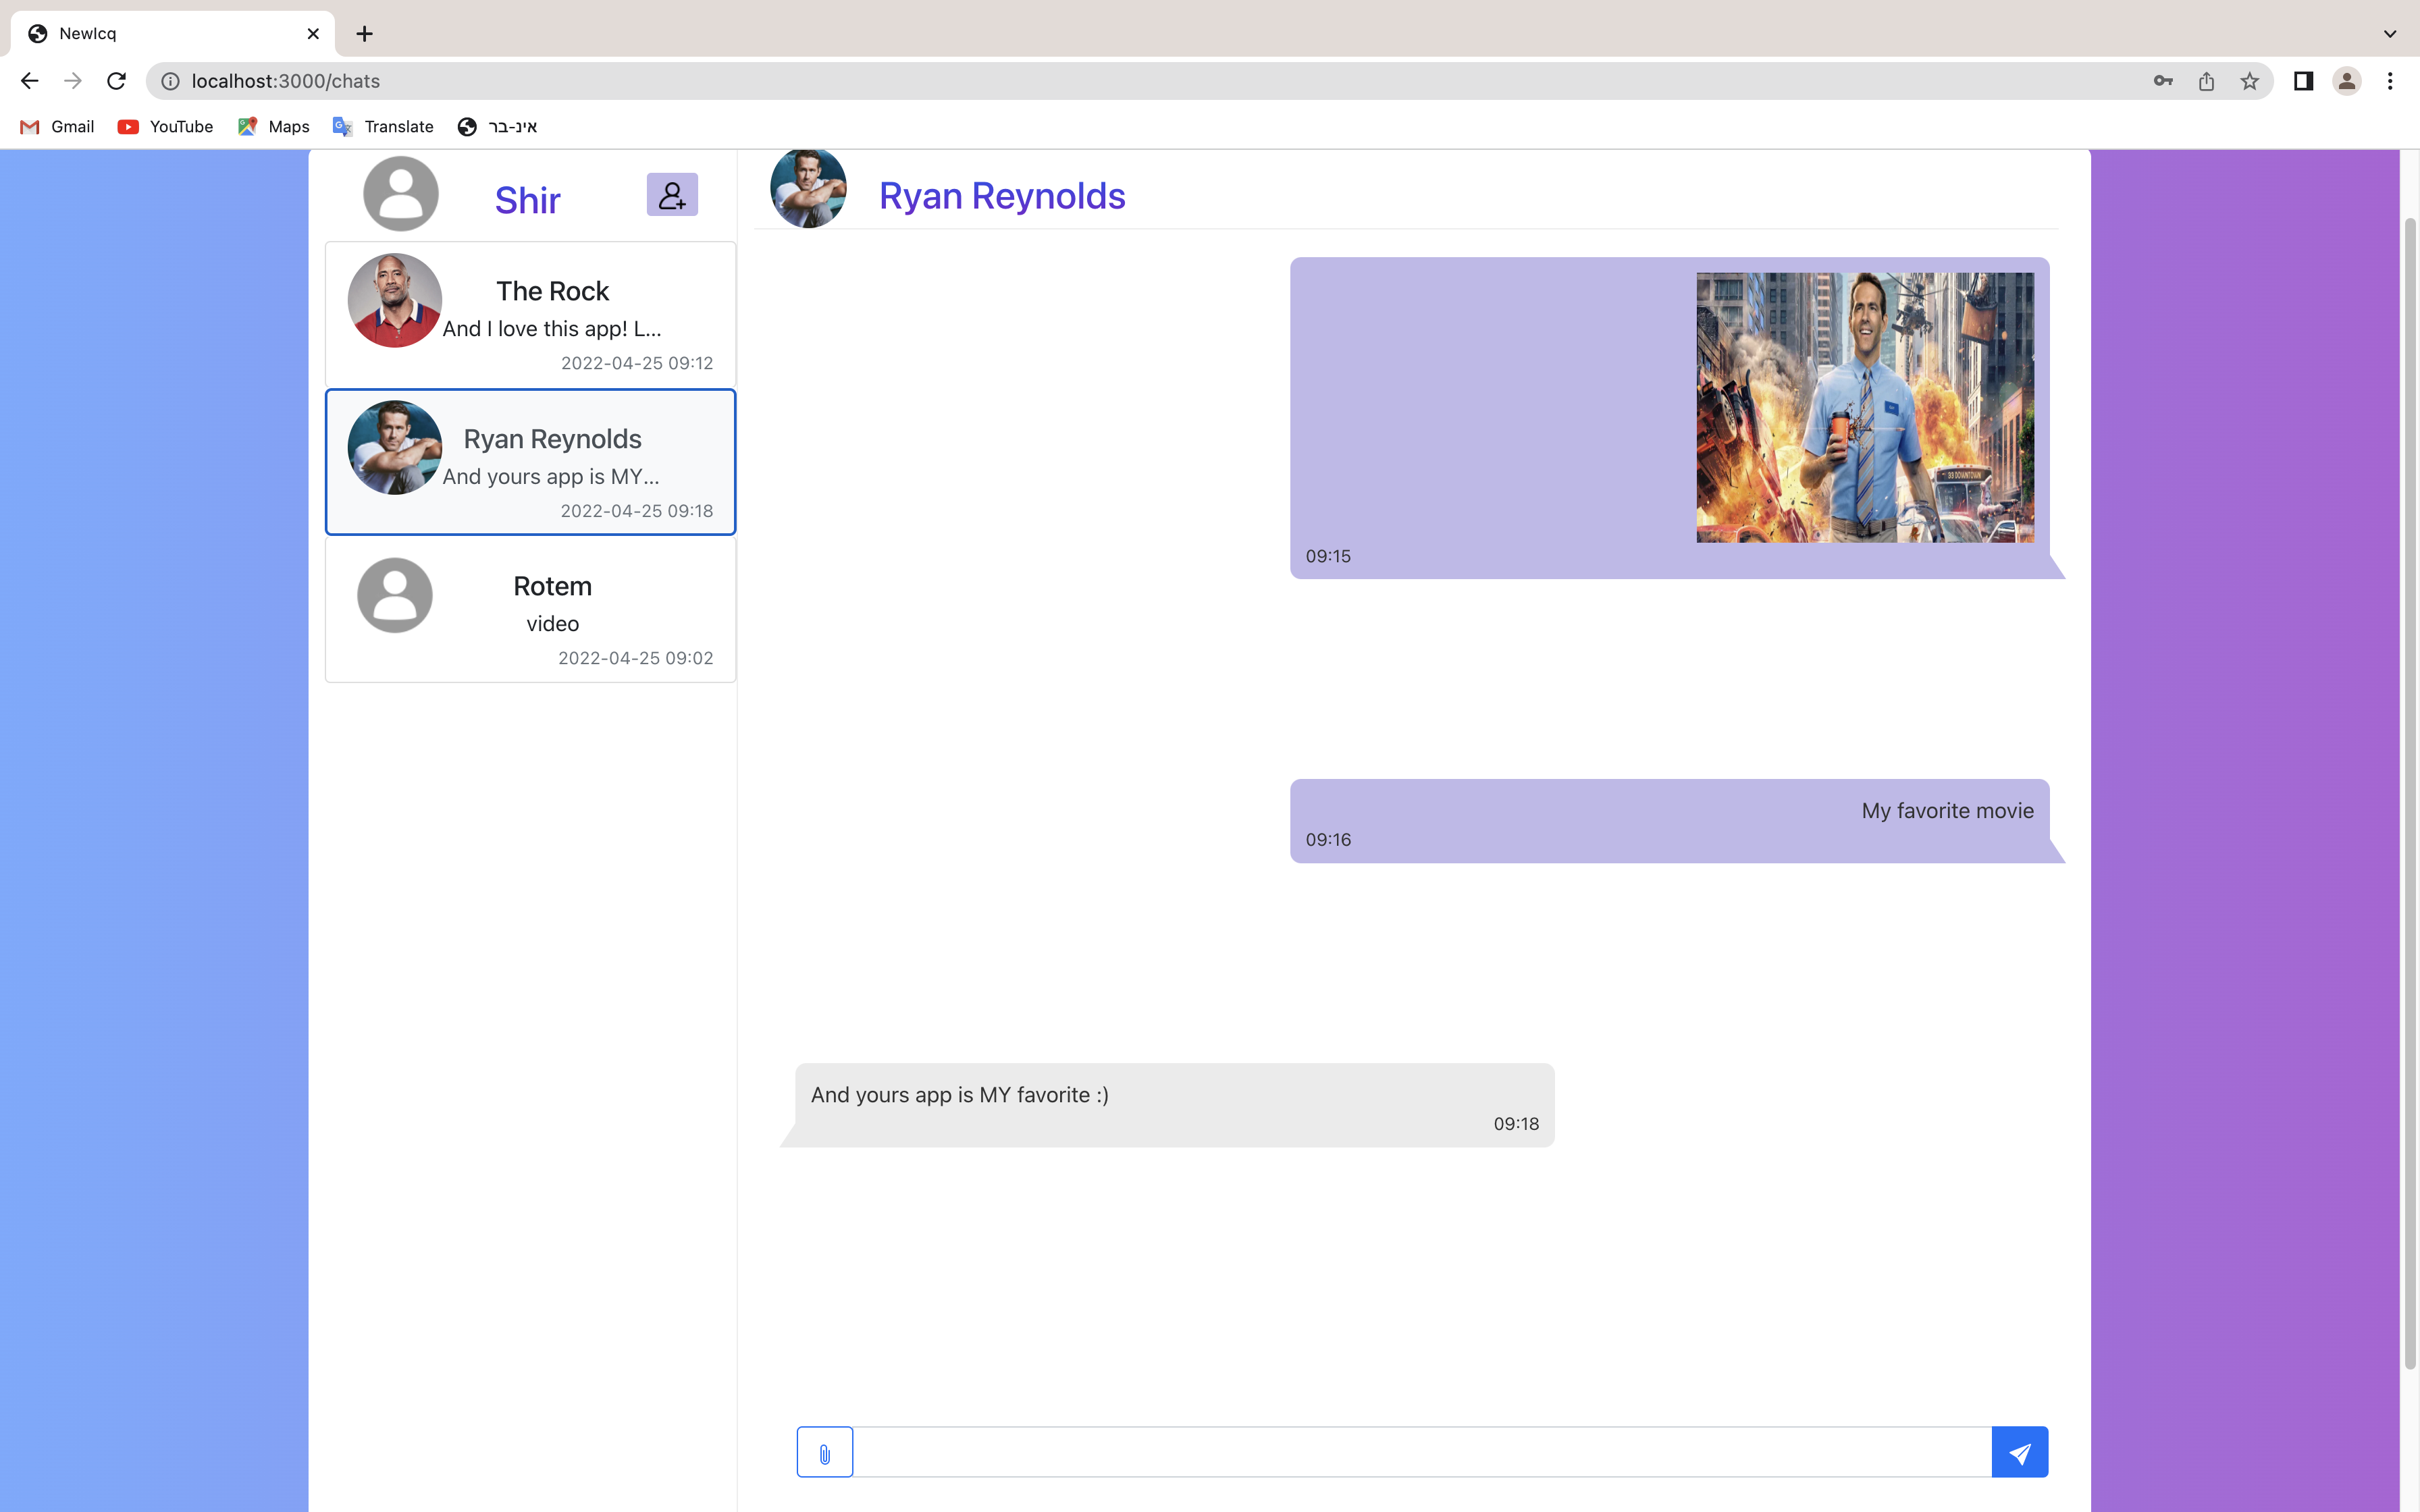 NewIcq
localhost:3000/chats
Gmail
YouTube
Maps
Translate
אינ-בר
Shir
The Rock
And I love this app! L...
2022-04-25 09:12
Ryan Reynolds
And yours app is MY...
2022-04-25 09:18
Rotem
video
2022-04-25 09:02
Ryan Reynolds
33 DOWNTOWN
09:15
My favorite movie
09:16
And yours app is MY favorite :)
09:18